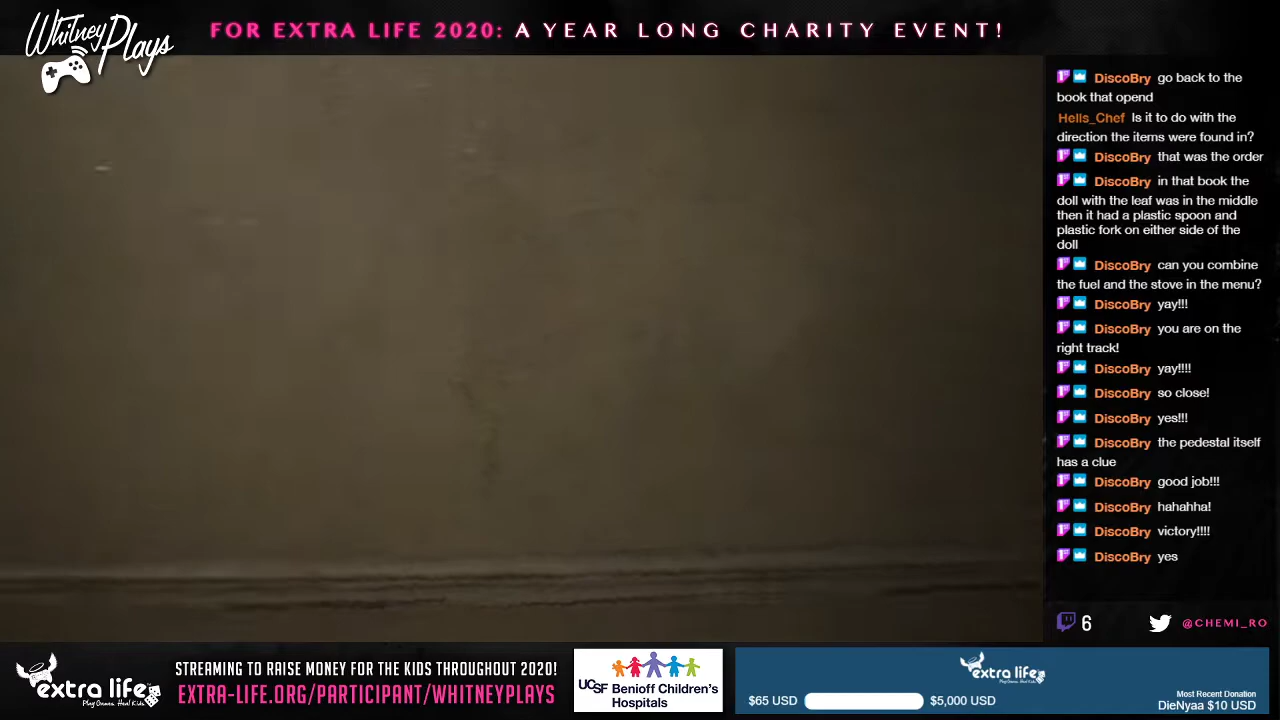 Whitney Plays
FOR EXTRA LIFE 2020: A YEAR LONG CHARITY EVENT!
DiscoBry go back to the
book that opend
Hells_Chef Is it to do with the
direction the items were found in?
DiscoBry that was the order
DiscoBry in that book the
doll with the leaf was in the middle
then it had a plastic spoon and
plastic fork on either side of the
doll
DiscoBry can you combine
the fuel and the stove in the menu?
DiscoBry yay!!!
DiscoBry you are on the
right track!
DiscoBry yay!!!!
DiscoBry so close!
DiscoBry yes!!!
DiscoBry the pedestal itself
has a clue
DiscoBry good job!!!
DiscoBry hahahha!
DiscoBry victory!!!!
DiscoBry yes
6 @CHEMI_RO
extra life
Play Games. Heal Kids.
STREAMING TO RAISE MONEY FOR THE KIDS THROUGHOUT 2020!
EXTRA-LIFE.ORG/PARTICIPANT/WHITNEYPLAYS
UCSF Benioff Children's
Hospitals
extra life
Play Games. Heal Kids.
$65 USD $5,000 USD
Most Recent Donation
DieNyaa $10 USD